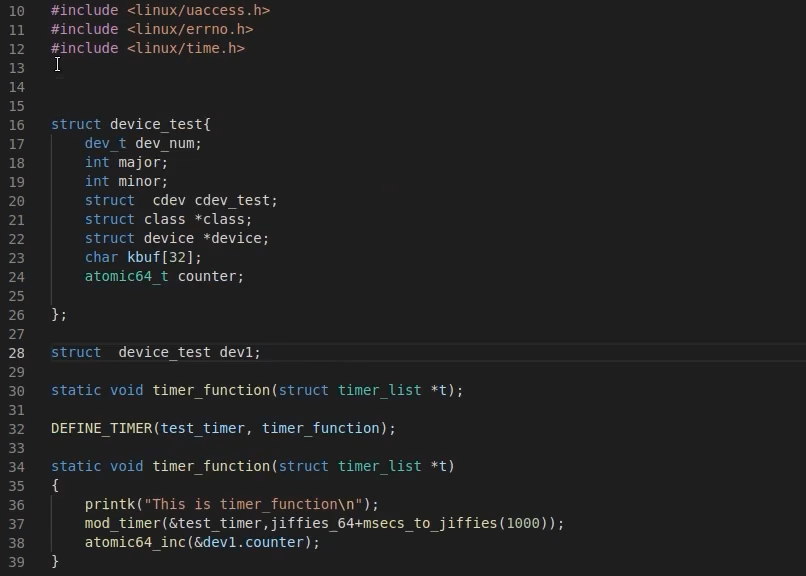 10 #include <linux/uaccess.h>
11 #include <linux/errno.h>
12 #include <linux/time.h>
13
14
15
16 struct device_test{
17     dev_t dev_num;
18     int major;
19     int minor;
20     struct  cdev cdev_test;
21     struct class *class;
22     struct device *device;
23     char kbuf[32];
24     atomic64_t counter;
25
26 };
27
28 struct  device_test dev1;
29
30 static void timer_function(struct timer_list *t);
31
32 DEFINE_TIMER(test_timer, timer_function);
33
34 static void timer_function(struct timer_list *t)
35 {
36     printk("This is timer_function\n");
37     mod_timer(&test_timer,jiffies_64+msecs_to_jiffies(1000));
38     atomic64_inc(&dev1.counter);
39 }